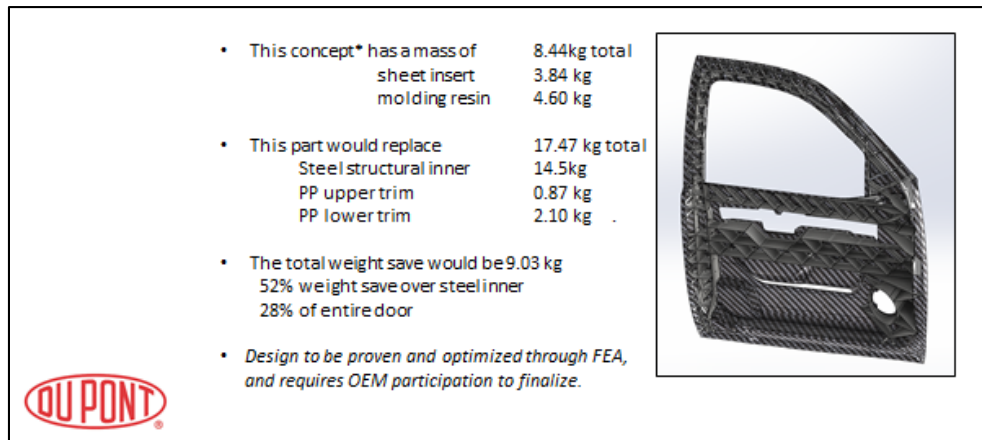 • This concept* has a mass of 8.44kg total
sheet insert 3.84 kg
molding resin 4.60 kg
• This part would replace 17.47 kg total
Steel structural inner 14.5kg
PP upper trim 0.87 kg
PP lower trim 2.10 kg .
• The total weight save would be 9.03 kg
52% weight save over steel inner
28% of entire door
• Design to be proven and optimized through FEA,
and requires OEM participation to finalize.
DU PONT®